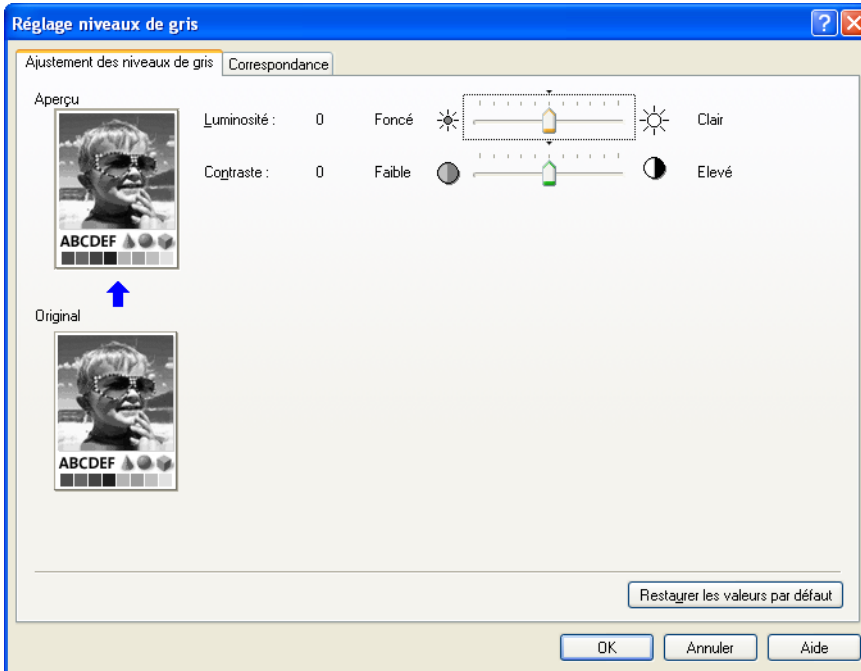 Réglage niveaux de gris
Ajustement des niveaux de gris
Correspondance
Aperçu
Luminosité : 0 Foncé Clair
Contraste : 0 Faible Elevé
ABCDEF
Original
ABCDEF
Restaurer les valeurs par défaut
OK
Annuler
Aide